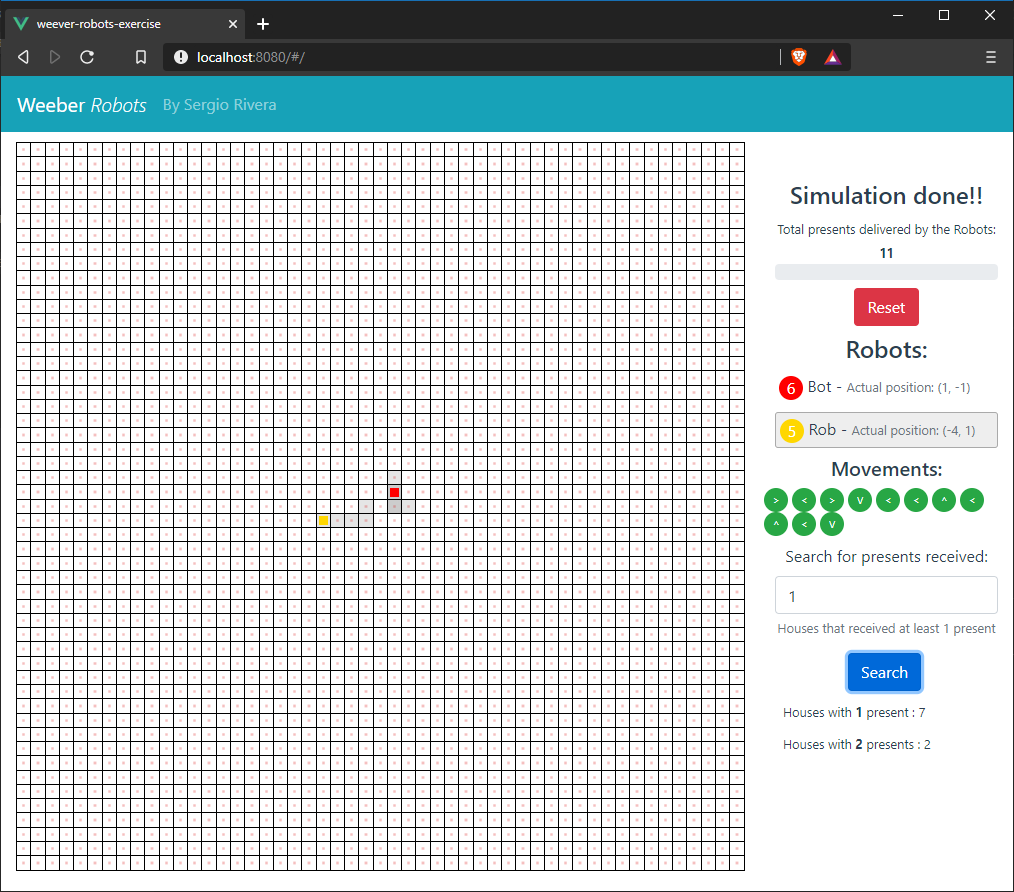 weever-robots-exercise
localhost:8080/#/
Weeber Robots By Sergio Rivera
Simulation done!!
Total presents delivered by the Robots:
11
Reset
Robots:
6 Bot - Actual position: (1, -1)
5 Rob - Actual position: (-4, 1)
Movements:
> < > V < < ^ <
^ < V
Search for presents received:
1
Houses that received at least 1 present
Search
Houses with 1 present : 7
Houses with 2 presents : 2